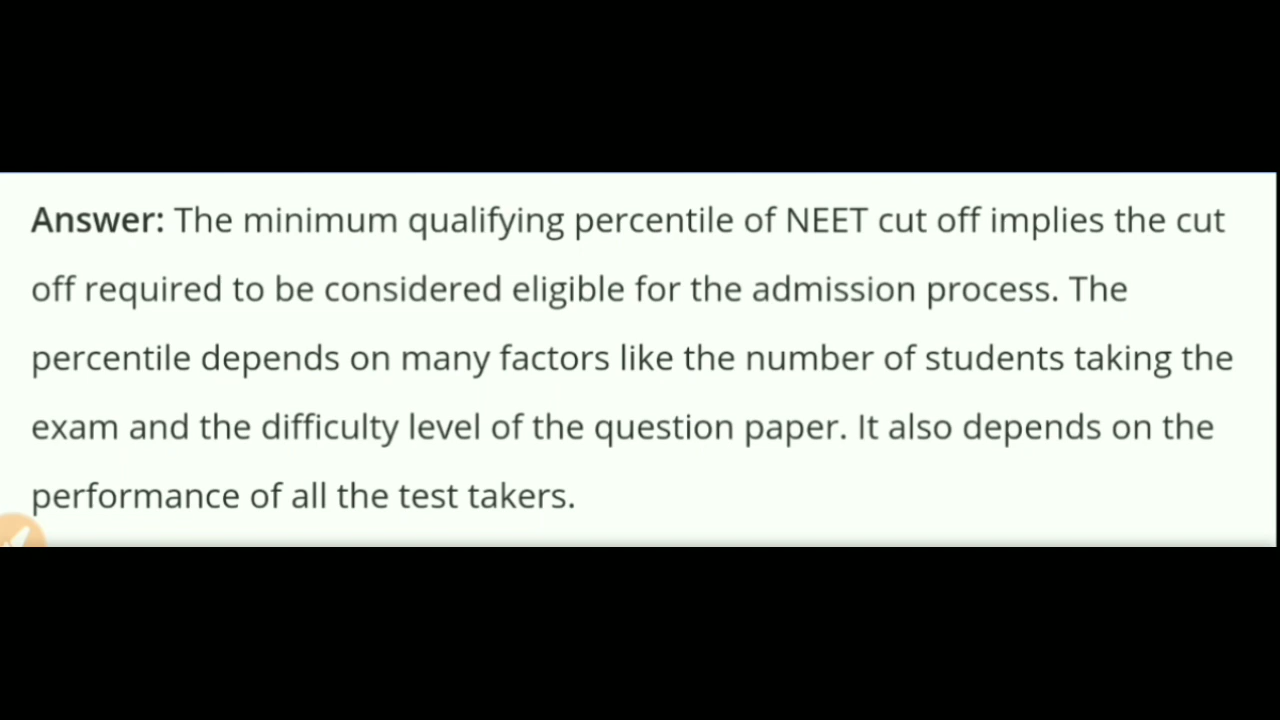 Answer: The minimum qualifying percentile of NEET cut off implies the cut
off required to be considered eligible for the admission process. The
percentile depends on many factors like the number of students taking the
exam and the difficulty level of the question paper. It also depends on the
performance of all the test takers.